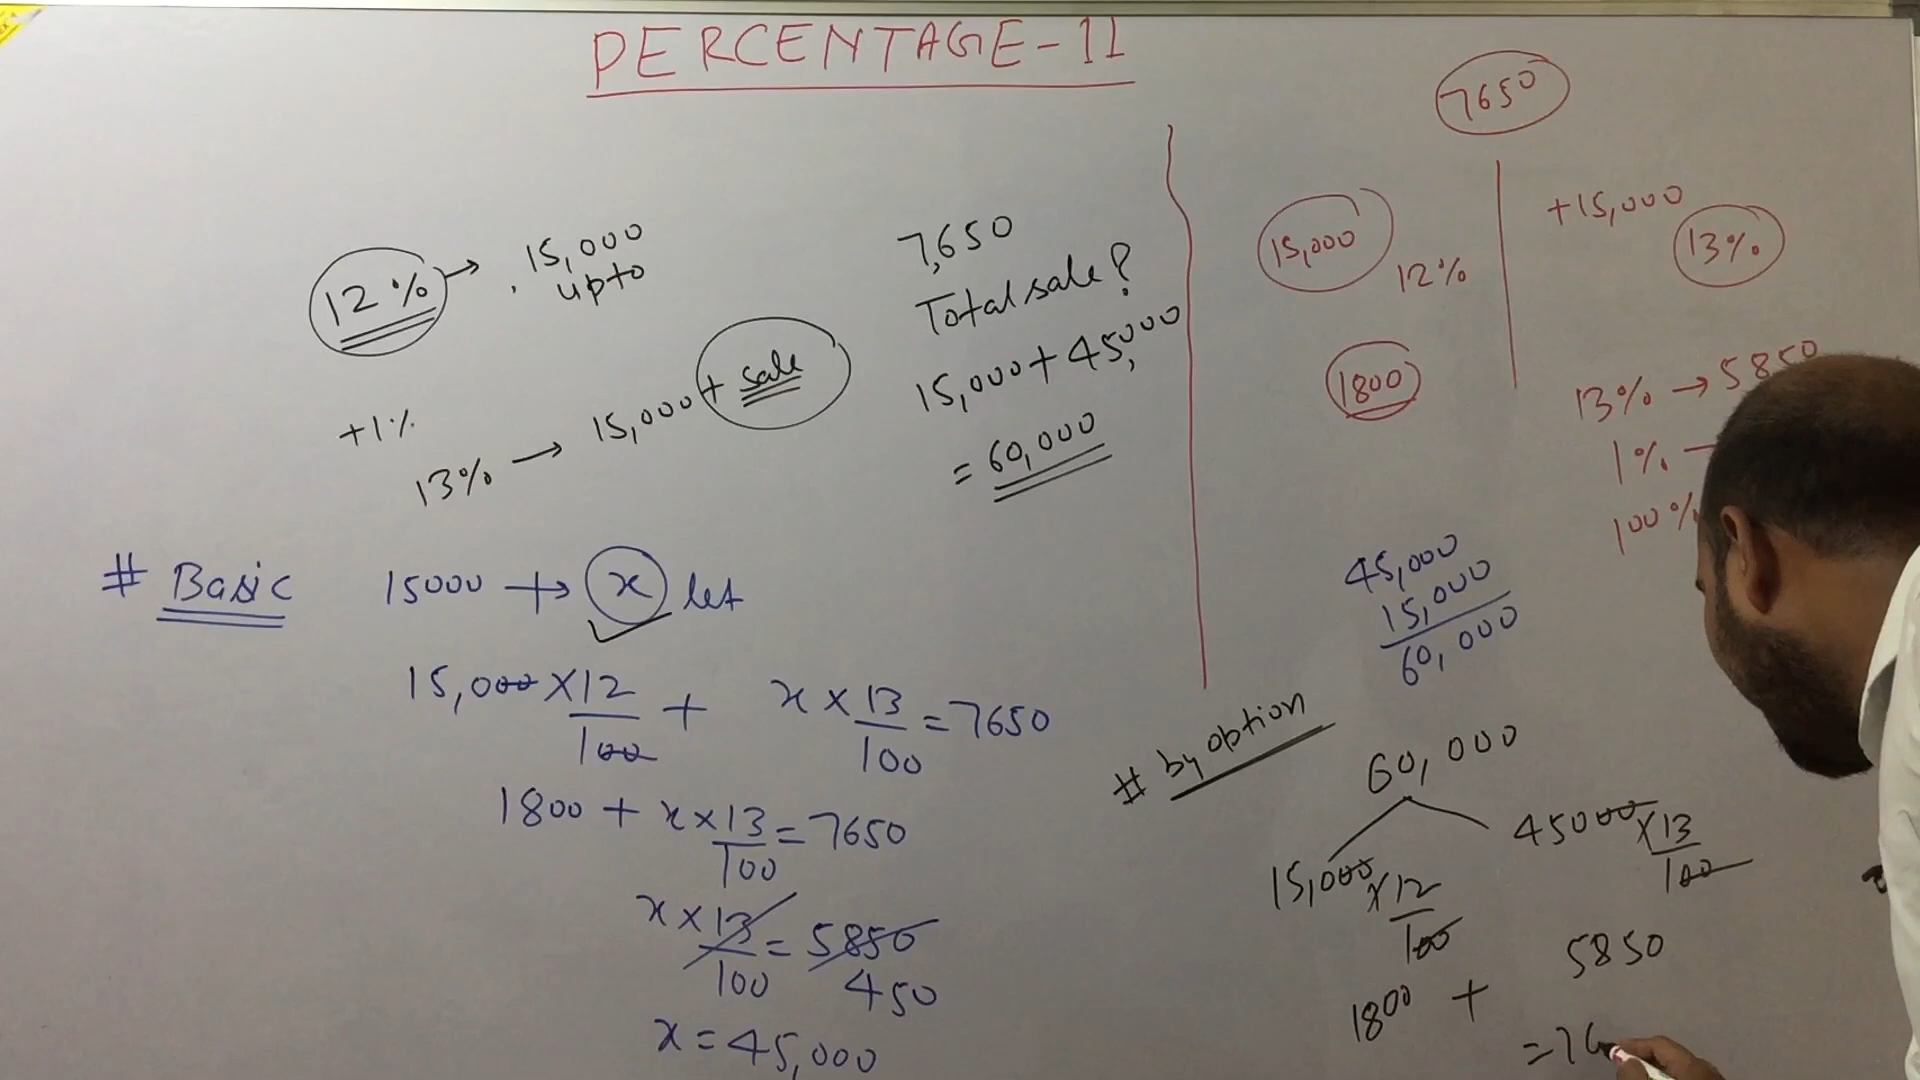 PERCENTAGE-11
12% → 15,000
upto
+1%
13% → 15,000 + sale
7,650
Total sale?
15,000 + 45,000
= 60,000
# Basic 15000 + → x let
15,000 × 12/100 + x × 13/100 = 7650
1800 + x × 13/100 = 7650
x × 13/100 = 5850
450
x = 45,000
7650
15,000
12%
1800
+15,000
13%
13% → 5850
1% –
100%
45,000
15,000
60,000
# by option
60,000
15,000 × 12/100
45000 × 13/100
1800 + 5850
=76